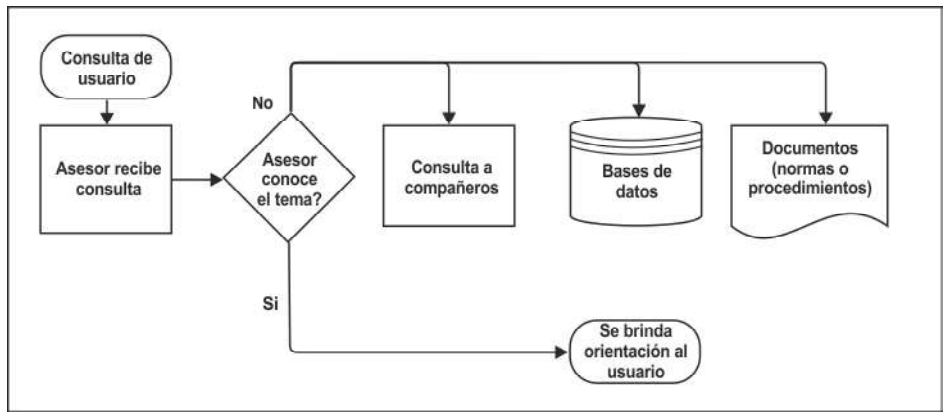 Consulta de
usuario
No
Asesor recibe
consulta
Asesor
conoce
el tema?
Consulta a
compañeros
Bases de
datos
Documentos
(normas o
procedimientos)
Si
Se brinda
orientación al
usuario